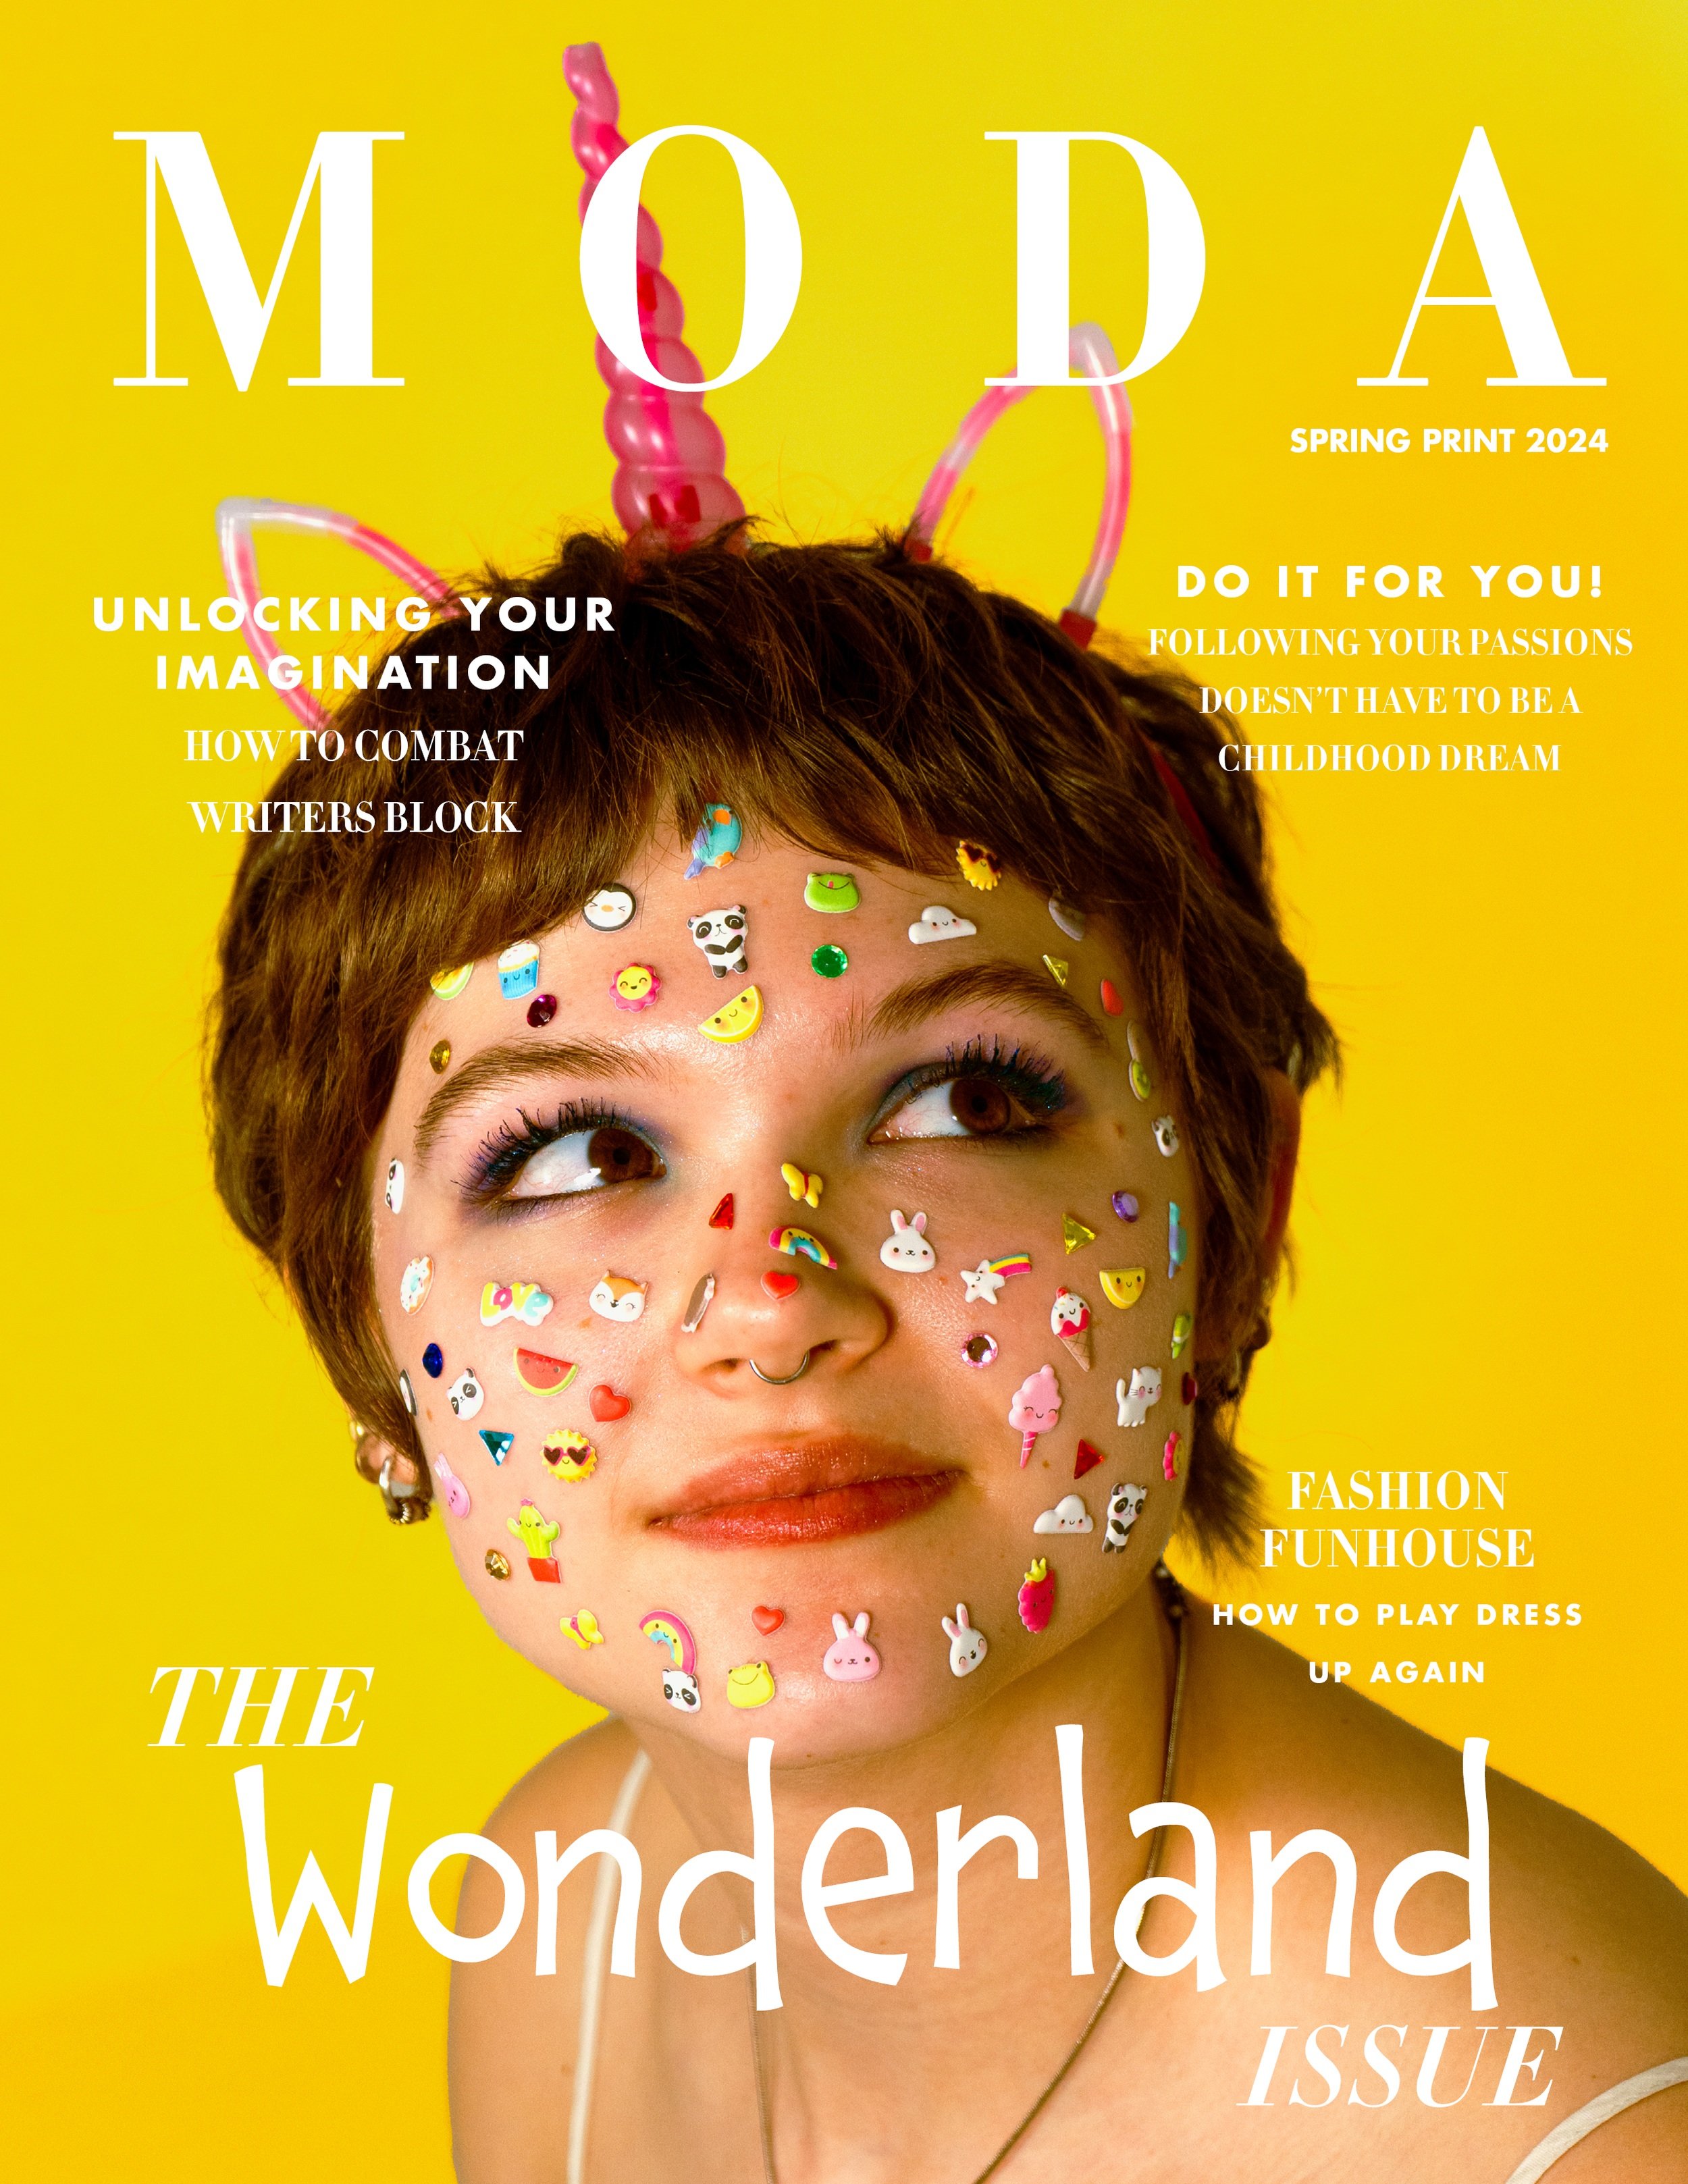 MODA
SPRING PRINT 2024
UNLOCKING YOUR
IMAGINATION
HOW TO COMBAT
WRITERS BLOCK
DO IT FOR YOU!
FOLLOWING YOUR PASSIONS
DOESN'T HAVE TO BE A
CHILDHOOD DREAM
LOVE
FASHION
FUNHOUSE
HOW TO PLAY DRESS
UP AGAIN
THE
Wonderland
ISSUE